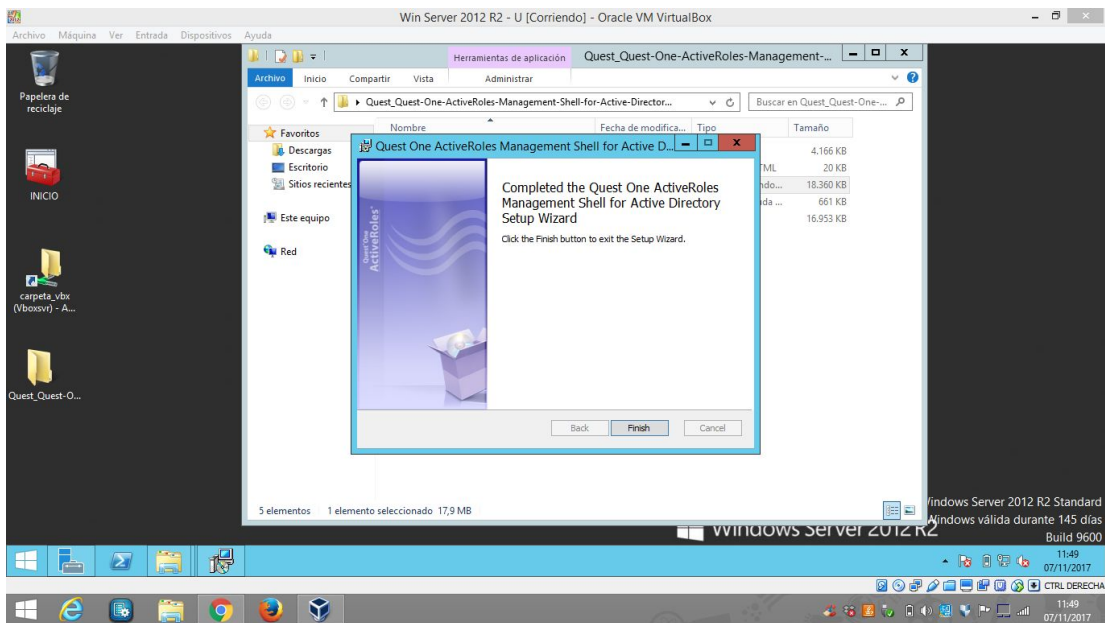 Win Server 2012 R2 - U [Corriendo] - Oracle VM VirtualBox
Archivo Máquina Ver Entrada Dispositivos Ayuda
Papelera de
reciclaje
INICIO
carpeta_vbx
(Vboxsvr) - A...
Quest_Quest-O...
Herramientas de aplicación
Quest_Quest-One-ActiveRoles-Management-...
Archivo Inicio Compartir Vista Administrar
Quest_Quest-One-ActiveRoles-Management-Shell-for-Active-Director...
Buscar en Quest_Quest-One-...
Favoritos
Descargas
Escritorio
Sitios recientes
Este equipo
Red
Nombre Fecha de modifica... Tipo Tamaño
4.166 KB
TML 20 KB
ndo... 18.360 KB
ida ... 661 KB
16.953 KB
Quest One ActiveRoles Management Shell for Active D...
Quest One
ActiveRoles
Completed the Quest One ActiveRoles
Management Shell for Active Directory
Setup Wizard
Click the Finish button to exit the Setup Wizard.
Back Finish Cancel
5 elementos 1 elemento seleccionado 17,9 MB
Windows Server 2012 R2
Windows Server 2012 R2 Standard
Windows válida durante 145 días
Build 9600
11:49
07/11/2017
CTRL DERECHA
11:49
07/11/2017